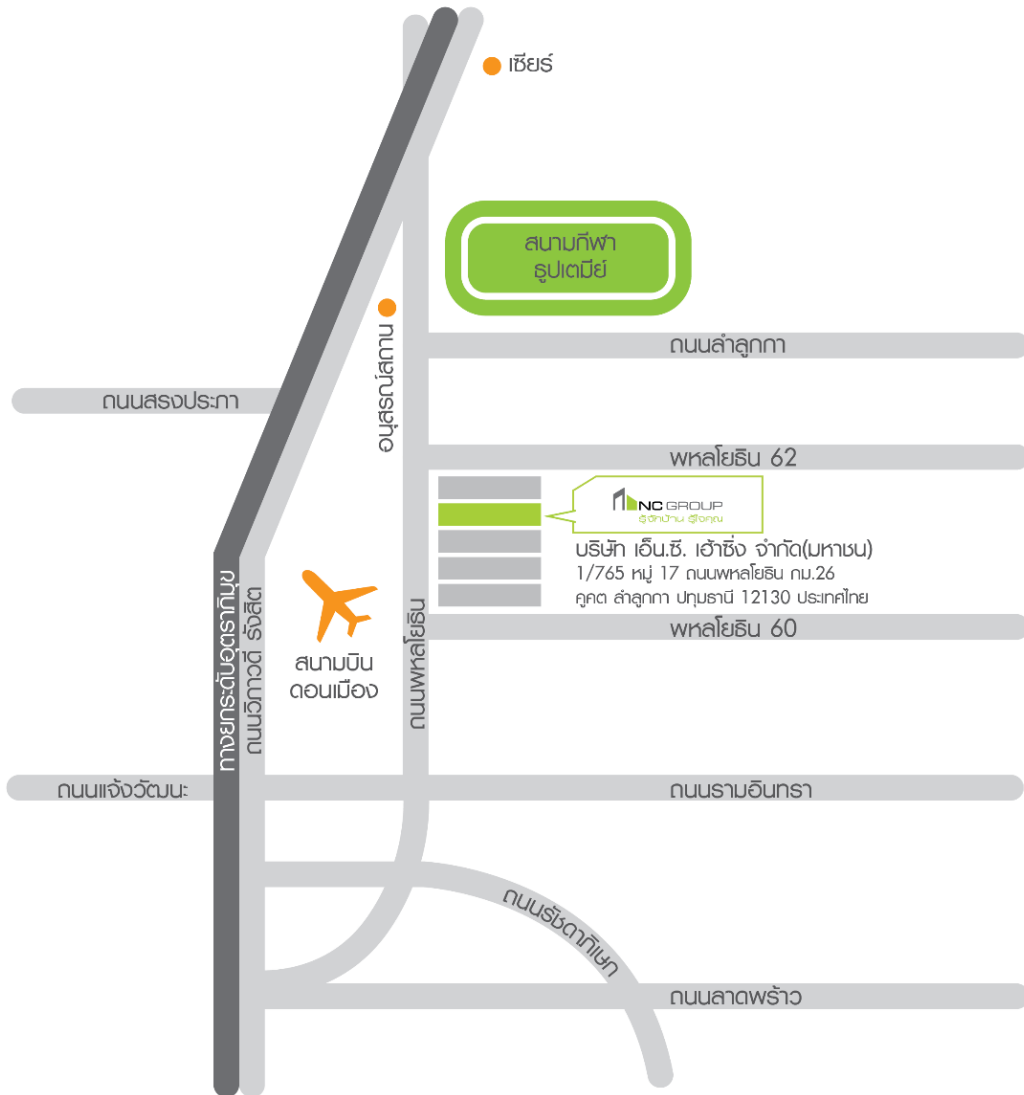 เซียร์
สนามกีฬา
ธูปเตมีย์
อนุสรณ์สถาน
ถนนลำลูกกา
ถนนสรงประภา
พหลโยธิน 62
NC GROUP
รู้จักบ้าน รู้ใจคุณ
บริษัท เอ็น.ซี. เฮ้าซิ่ง จำกัด(มหาชน)
1/765 หมู่ 17 ถนนพหลโยธิน กม.26
คูคต ลำลูกกา ปทุมธานี 12130 ประเทศไทย
พหลโยธิน 60
ทางยกระดับอุตราภิมุข
ถนนวิภาวดี รังสิต
สนามบิน
ดอนเมือง
ถนนพหลโยธิน
ถนนแจ้งวัฒนะ
ถนนรามอินทรา
ถนนรัชดาภิเษก
ถนนลาดพร้าว